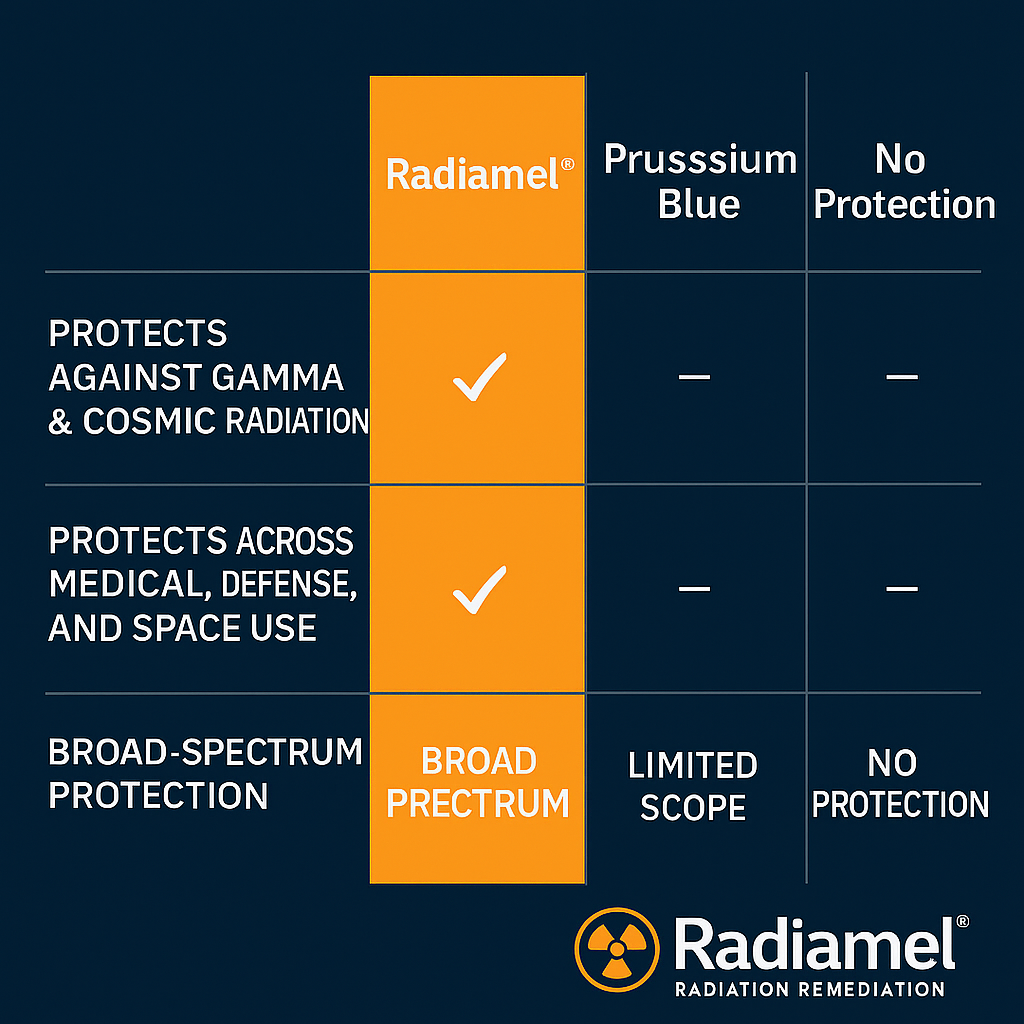 Radiamel®
Prusssium
Blue
No
Protection
PROTECTS
AGAINST GAMMA
& COSMIC RADIATION
✓
—
—
PROTECTS ACROSS
MEDICAL, DEFENSE,
AND SPACE USE
✓
—
—
BROAD-SPECTRUM
PROTECTION
BROAD
PRECTRUM
LIMITED
SCOPE
NO
PROTECTION
Radiamel®
RADIATION REMEDIATION